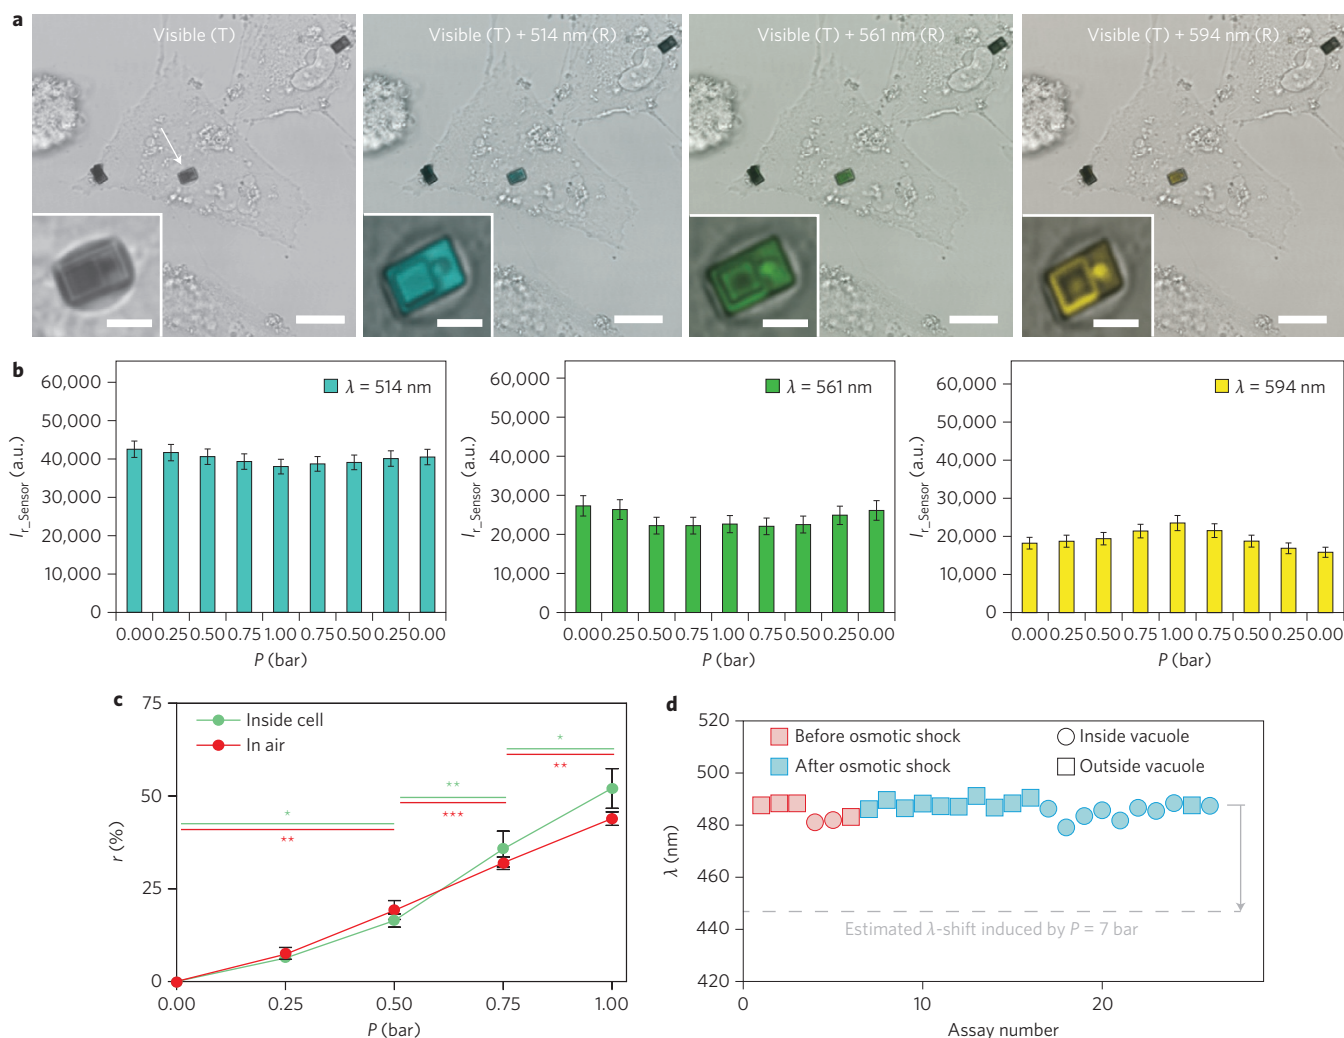 a
Visible (T)
Visible (T) + 514 nm (R)
Visible (T) + 561 nm (R)
Visible (T) + 594 nm (R)
b
60,000
50,000
40,000
30,000
20,000
10,000
0
I r_Sensor (a.u.)
λ = 514 nm
0.00 0.25 0.50 0.75 1.00 0.75 0.50 0.25 0.00
P (bar)
60,000
50,000
40,000
30,000
20,000
10,000
0
I r_Sensor (a.u.)
λ = 561 nm
0.00 0.25 0.50 0.75 1.00 0.75 0.50 0.25 0.00
P (bar)
60,000
50,000
40,000
30,000
20,000
10,000
0
I r_Sensor (a.u.)
λ = 594 nm
0.00 0.25 0.50 0.75 1.00 0.75 0.50 0.25 0.00
P (bar)
c
75
50
25
0
r (%)
Inside cell
In air
*
**
**
***
*
**
0.00 0.25 0.50 0.75 1.00
P (bar)
d
520
500
480
460
440
420
λ (nm)
Before osmotic shock
After osmotic shock
Inside vacuole
Outside vacuole
Estimated λ-shift induced by P = 7 bar
0 10 20
Assay number